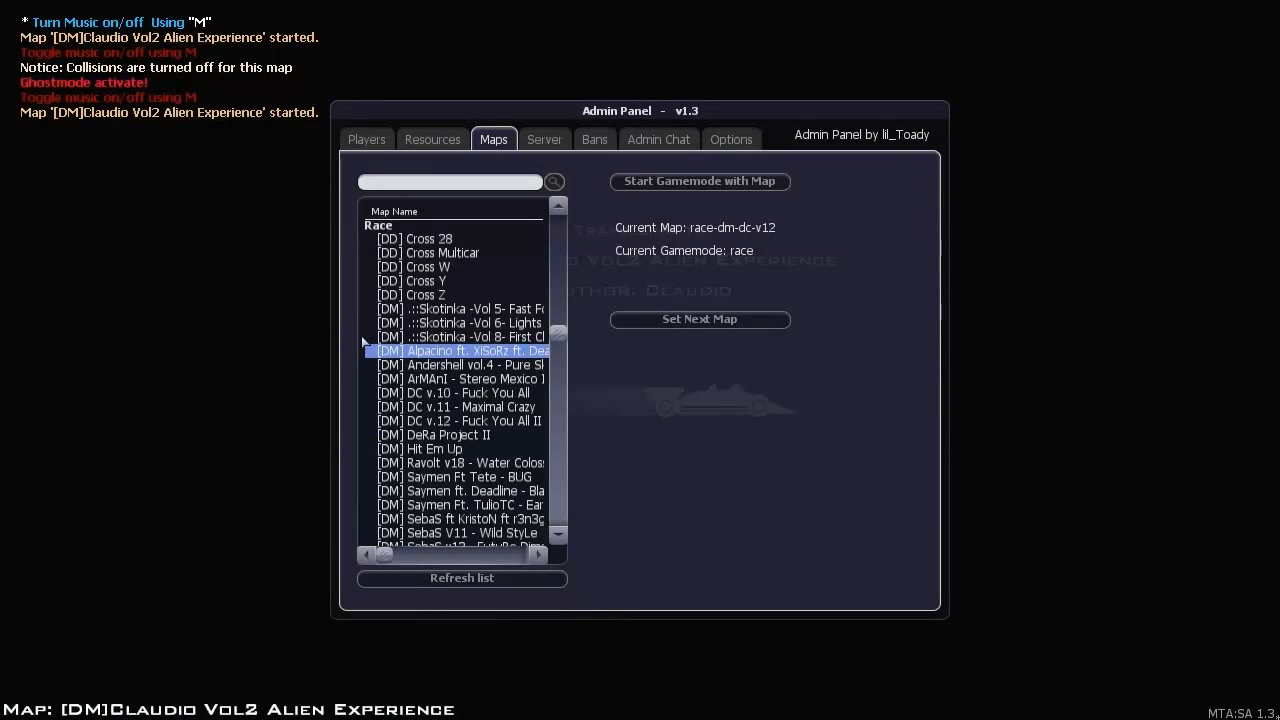 * Turn Music on/off  Using "M"
Map '[DM]Claudio Vol2 Alien Experience' started.
Toggle music on/off using M
Notice: Collisions are turned off for this map
Ghostmode activate!
Toggle music on/off using M
Map '[DM]Claudio Vol2 Alien Experience' started.
Admin Panel  -  v1.3
Players
Resources
Maps
Server
Bans
Admin Chat
Options
Admin Panel by lil_Toady
Map Name
Race
[DD] Cross 28
[DD] Cross Multicar
[DD] Cross W
[DD] Cross Y
[DD] Cross Z
[DM] .::Skotinka -Vol 5- Fast Fo
[DM] .::Skotinka -Vol 6- Lights
[DM] .::Skotinka -Vol 8- First Cl
[DM] Alpacino ft. XiSoRz ft. Dea
[DM] Andershell vol.4 - Pure Sk
[DM] ArMAnI - Stereo Mexico I
[DM] DC v.10 - Fuck You All
[DM] DC v.11 - Maximal Crazy
[DM] DC v.12 - Fuck You All II
[DM] DeRa Project II
[DM] Hit Em Up
[DM] Ravolt v18 - Water Coloss
[DM] Saymen Ft Tete - BUG
[DM] Saymen ft. Deadline - Bla
[DM] Saymen Ft. TulioTC - Ear
[DM] SebaS ft KristoN ft r3n3g
[DM] SebaS V11 - Wild StyLe
Refresh list
Start Gamemode with Map
Current Map: race-dm-dc-v12
Current Gamemode: race
Vol2 Alien Experience
Claudio
Set Next Map
Map: [DM]Claudio Vol2 Alien Experience
MTA:SA 1.3